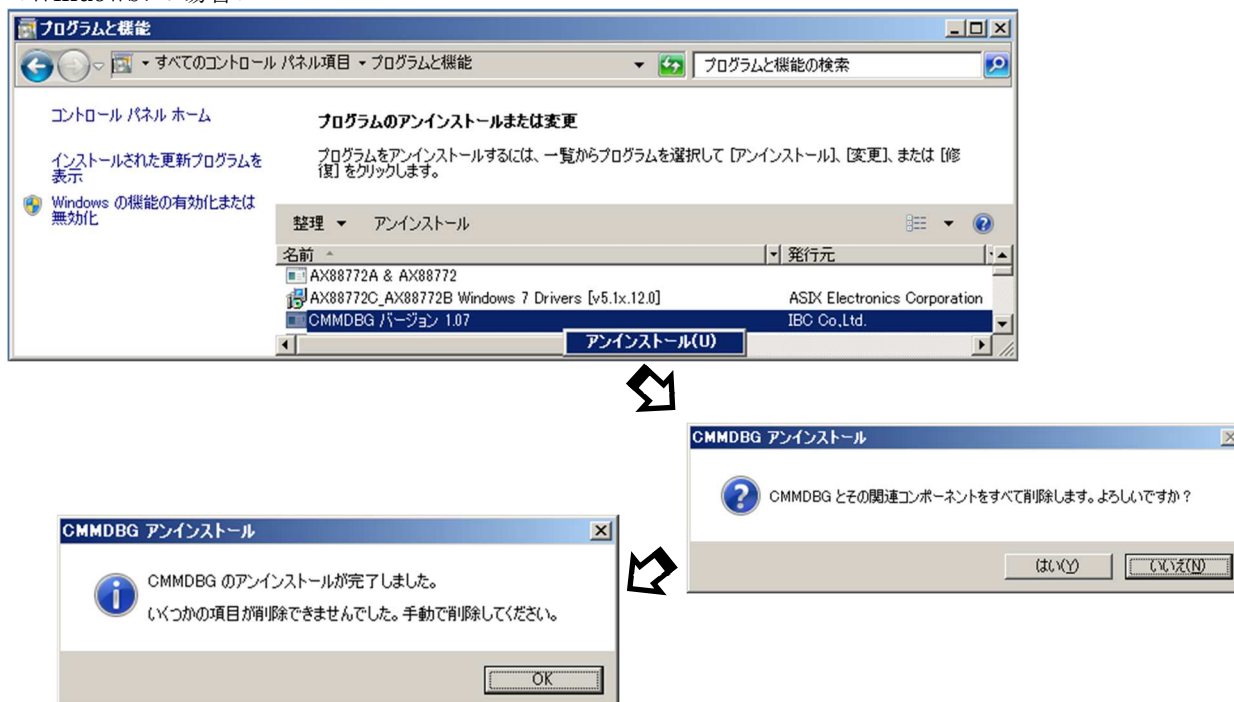 プログラムと機能
すべてのコントロール パネル項目 ▾ プログラムと機能
プログラムと機能の検索
コントロール パネル ホーム
インストールされた更新プログラムを
表示
Windows の機能の有効化または
無効化
プログラムのアンインストールまたは変更
プログラムをアンインストールするには、一覧からプログラムを選択して [アンインストール]、[変更]、または [修
復] をクリックします。
整理 ▾ アンインストール
名前 発行元
AX88772A & AX88772
AX88772C_AX88772B Windows 7 Drivers [v5.1x.12.0] ASIX Electronics Corporation
CMMDBG バージョン 1.07 IBC Co.,Ltd.
アンインストール(U)
CMMDBG アンインストール
CMMDBG とその関連コンポーネントをすべて削除します。よろしいですか？
はい(Y) いいえ(N)
CMMDBG アンインストール
CMMDBG のアンインストールが完了しました。
いくつかの項目が削除できませんでした。手動で削除してください。
OK